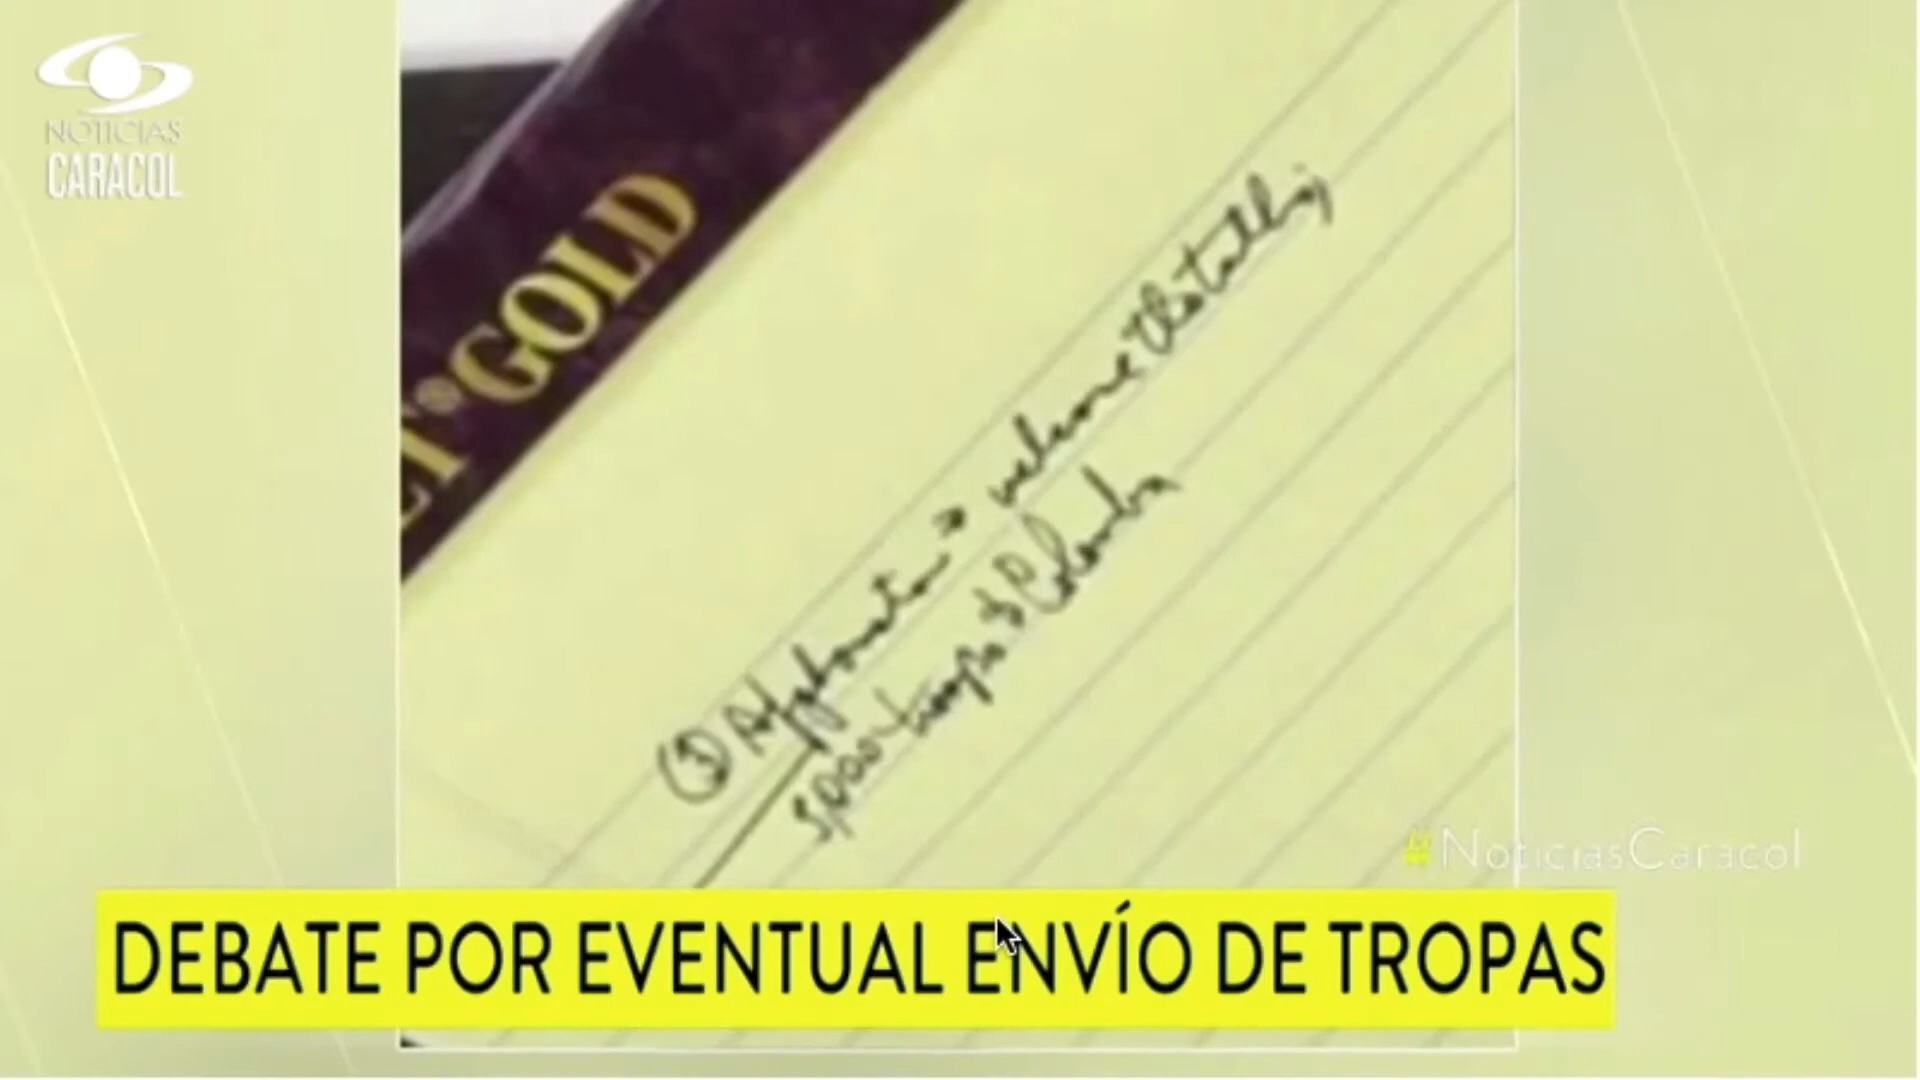 NOTICIAS
CARACOL
ET®GOLD
Afghanistan → welcome the talks
5,000 troops to Colombia
#NoticiasCaracol
DEBATE POR EVENTUAL ENVÍO DE TROPAS